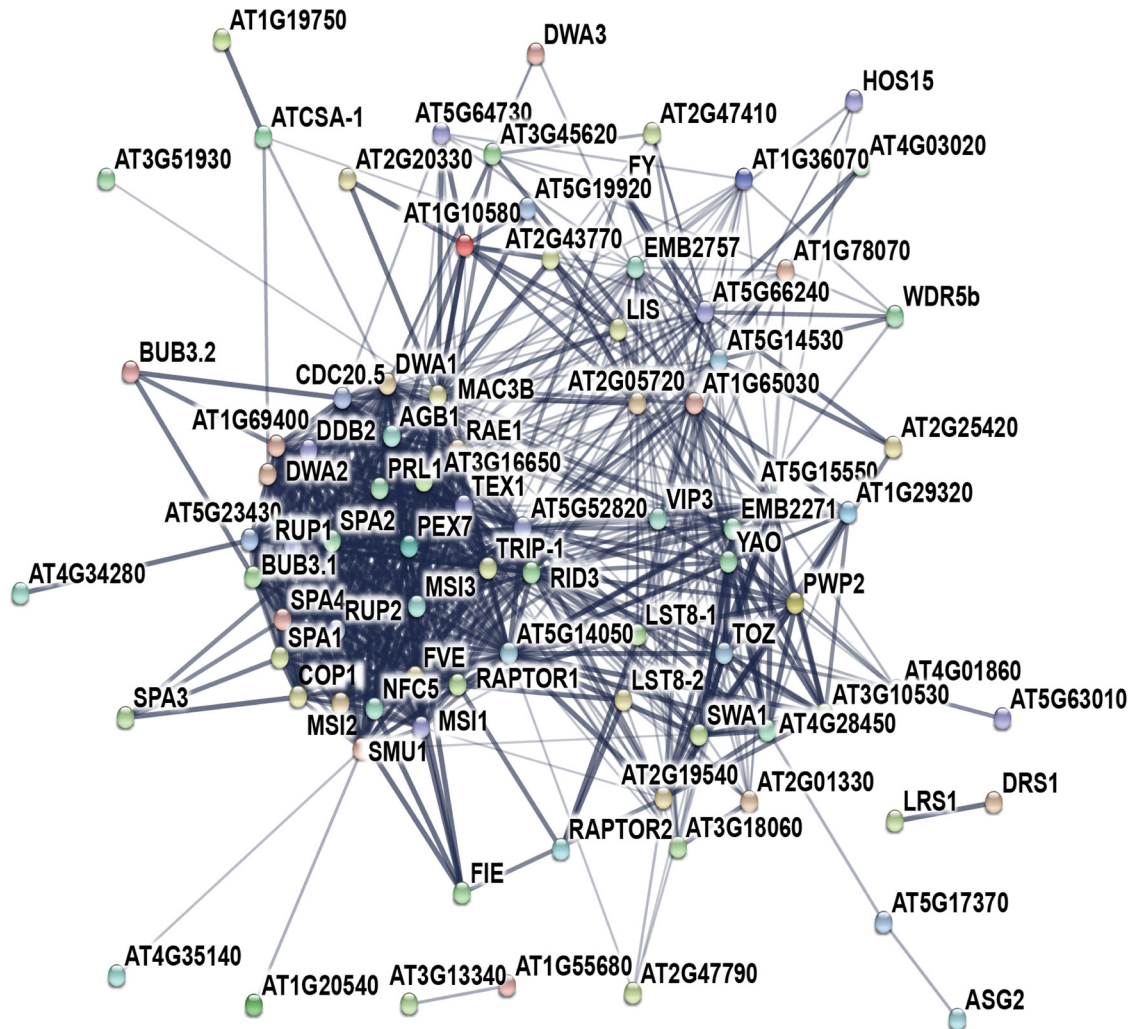 AT1G19750
DWA3
HOS15
ATCSA-1
AT5G64730
AT2G47410
AT3G45620
AT4G03020
AT3G51930
AT2G20330
FY
AT1G36070
AT5G19920
AT1G10580
AT2G43770
EMB2757
AT1G78070
AT5G66240
WDR5b
LIS
BUB3.2
AT5G14530
CDC20.5
DWA1
AT2G05720
AT1G65030
MAC3B
AT1G69400
AGB1
DDB2
RAE1
AT2G25420
DWA2
PRL1
AT3G16650
AT5G15550
TEX1
AT1G29320
AT5G23430
AT5G52820
VIP3
EMB2271
RUP1
SPA2
PEX7
YAO
TRIP-1
BUB3.1
RID3
AT4G34280
MSI3
PWP2
SPA4
RUP2
LST8-1
SPA1
AT5G14050
TOZ
FVE
COP1
RAPTOR1
AT4G01860
LST8-2
AT3G10530
SPA3
NFC5
AT5G63010
MSI2
MSI1
SWA1
AT4G28450
SMU1
AT2G19540
AT2G01330
DRS1
LRS1
RAPTOR2
AT3G18060
FIE
AT5G17370
AT4G35140
AT1G55680
AT1G20540
AT3G13340
AT2G47790
ASG2